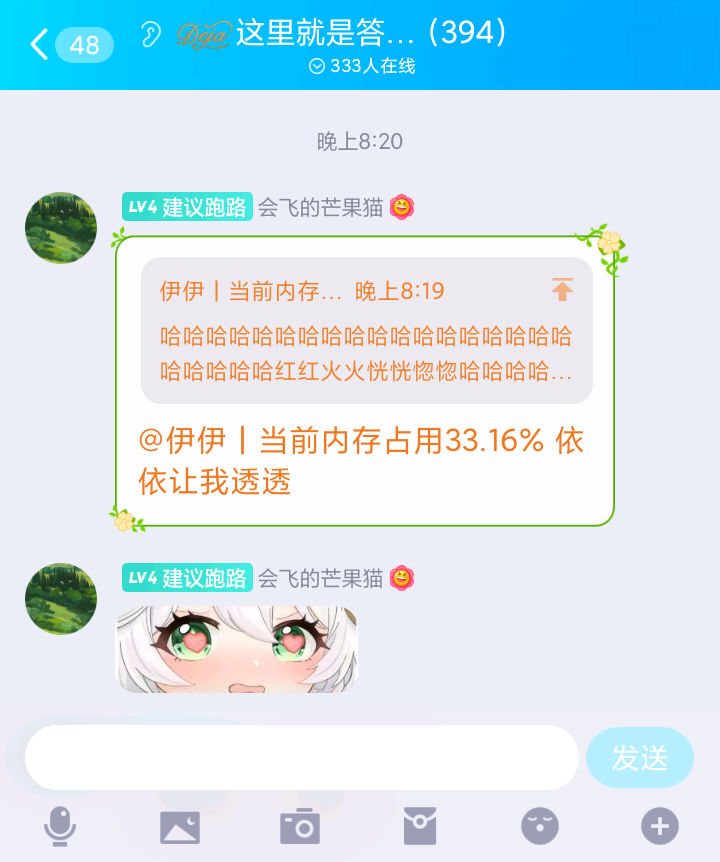 48
Deja 这里就是答...（394）
333人在线
晚上8:20
LV4 建议跑路 会飞的芒果猫
伊伊丨当前内存... 晚上8:19
哈哈哈哈哈哈哈哈哈哈哈哈哈哈哈哈哈哈
哈哈哈哈哈红红火火恍恍惚惚哈哈哈哈...
@伊伊丨当前内存占用33.16% 依
依让我透透
LV4 建议跑路 会飞的芒果猫
发送